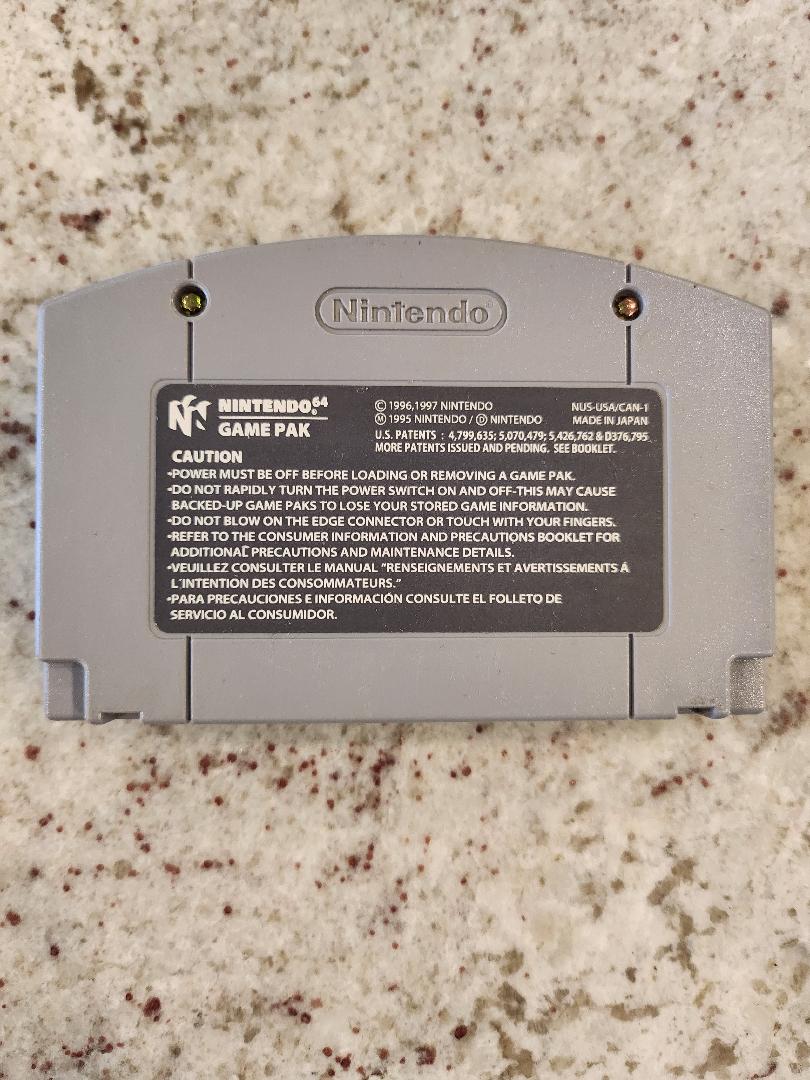 Nintendo®
NINTENDO64®
GAME PAK
© 1996,1997 NINTENDO
Ⓜ 1995 NINTENDO / Ⓓ NINTENDO
NUS-USA/CAN-1
MADE IN JAPAN
U.S. PATENTS : 4,799,635; 5,070,479; 5,426,762 & D376,795
MORE PATENTS ISSUED AND PENDING. SEE BOOKLET.
CAUTION
•POWER MUST BE OFF BEFORE LOADING OR REMOVING A GAME PAK.
•DO NOT RAPIDLY TURN THE POWER SWITCH ON AND OFF-THIS MAY CAUSE
BACKED-UP GAME PAKS TO LOSE YOUR STORED GAME INFORMATION.
•DO NOT BLOW ON THE EDGE CONNECTOR OR TOUCH WITH YOUR FINGERS.
•REFER TO THE CONSUMER INFORMATION AND PRECAUTIONS BOOKLET FOR
ADDITIONAL PRECAUTIONS AND MAINTENANCE DETAILS.
•VEUILLEZ CONSULTER LE MANUAL "RENSEIGNEMENTS ET AVERTISSEMENTS Á
L'INTENTION DES CONSOMMATEURS."
•PARA PRECAUCIONES E INFORMACIÓN CONSULTE EL FOLLETO DE
SERVICIO AL CONSUMIDOR.